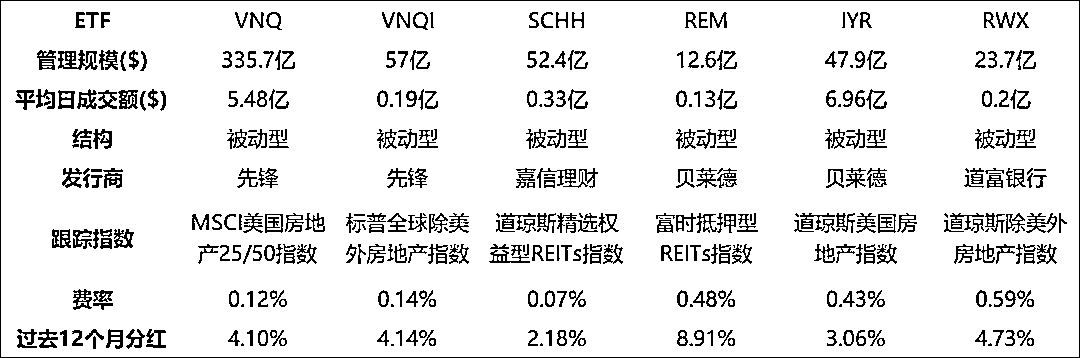 ETF VNQ VNQI SCHH REM IYR RWX
管理规模($) 335.7亿 57亿 52.4亿 12.6亿 47.9亿 23.7亿
平均日成交额($) 5.48亿 0.19亿 0.33亿 0.13亿 6.96亿 0.2亿
结构 被动型 被动型 被动型 被动型 被动型 被动型
发行商 先锋 先锋 嘉信理财 贝莱德 贝莱德 道富银行
跟踪指数 MSCI美国房地 标普全球除美 道琼斯精选权 富时抵押型 道琼斯美国房 道琼斯除美外
产25/50指数 外房地产指数 益型REITs指数 REITs指数 地产指数 房地产指数
费率 0.12% 0.14% 0.07% 0.48% 0.43% 0.59%
过去12个月分红 4.10% 4.14% 2.18% 8.91% 3.06% 4.73%